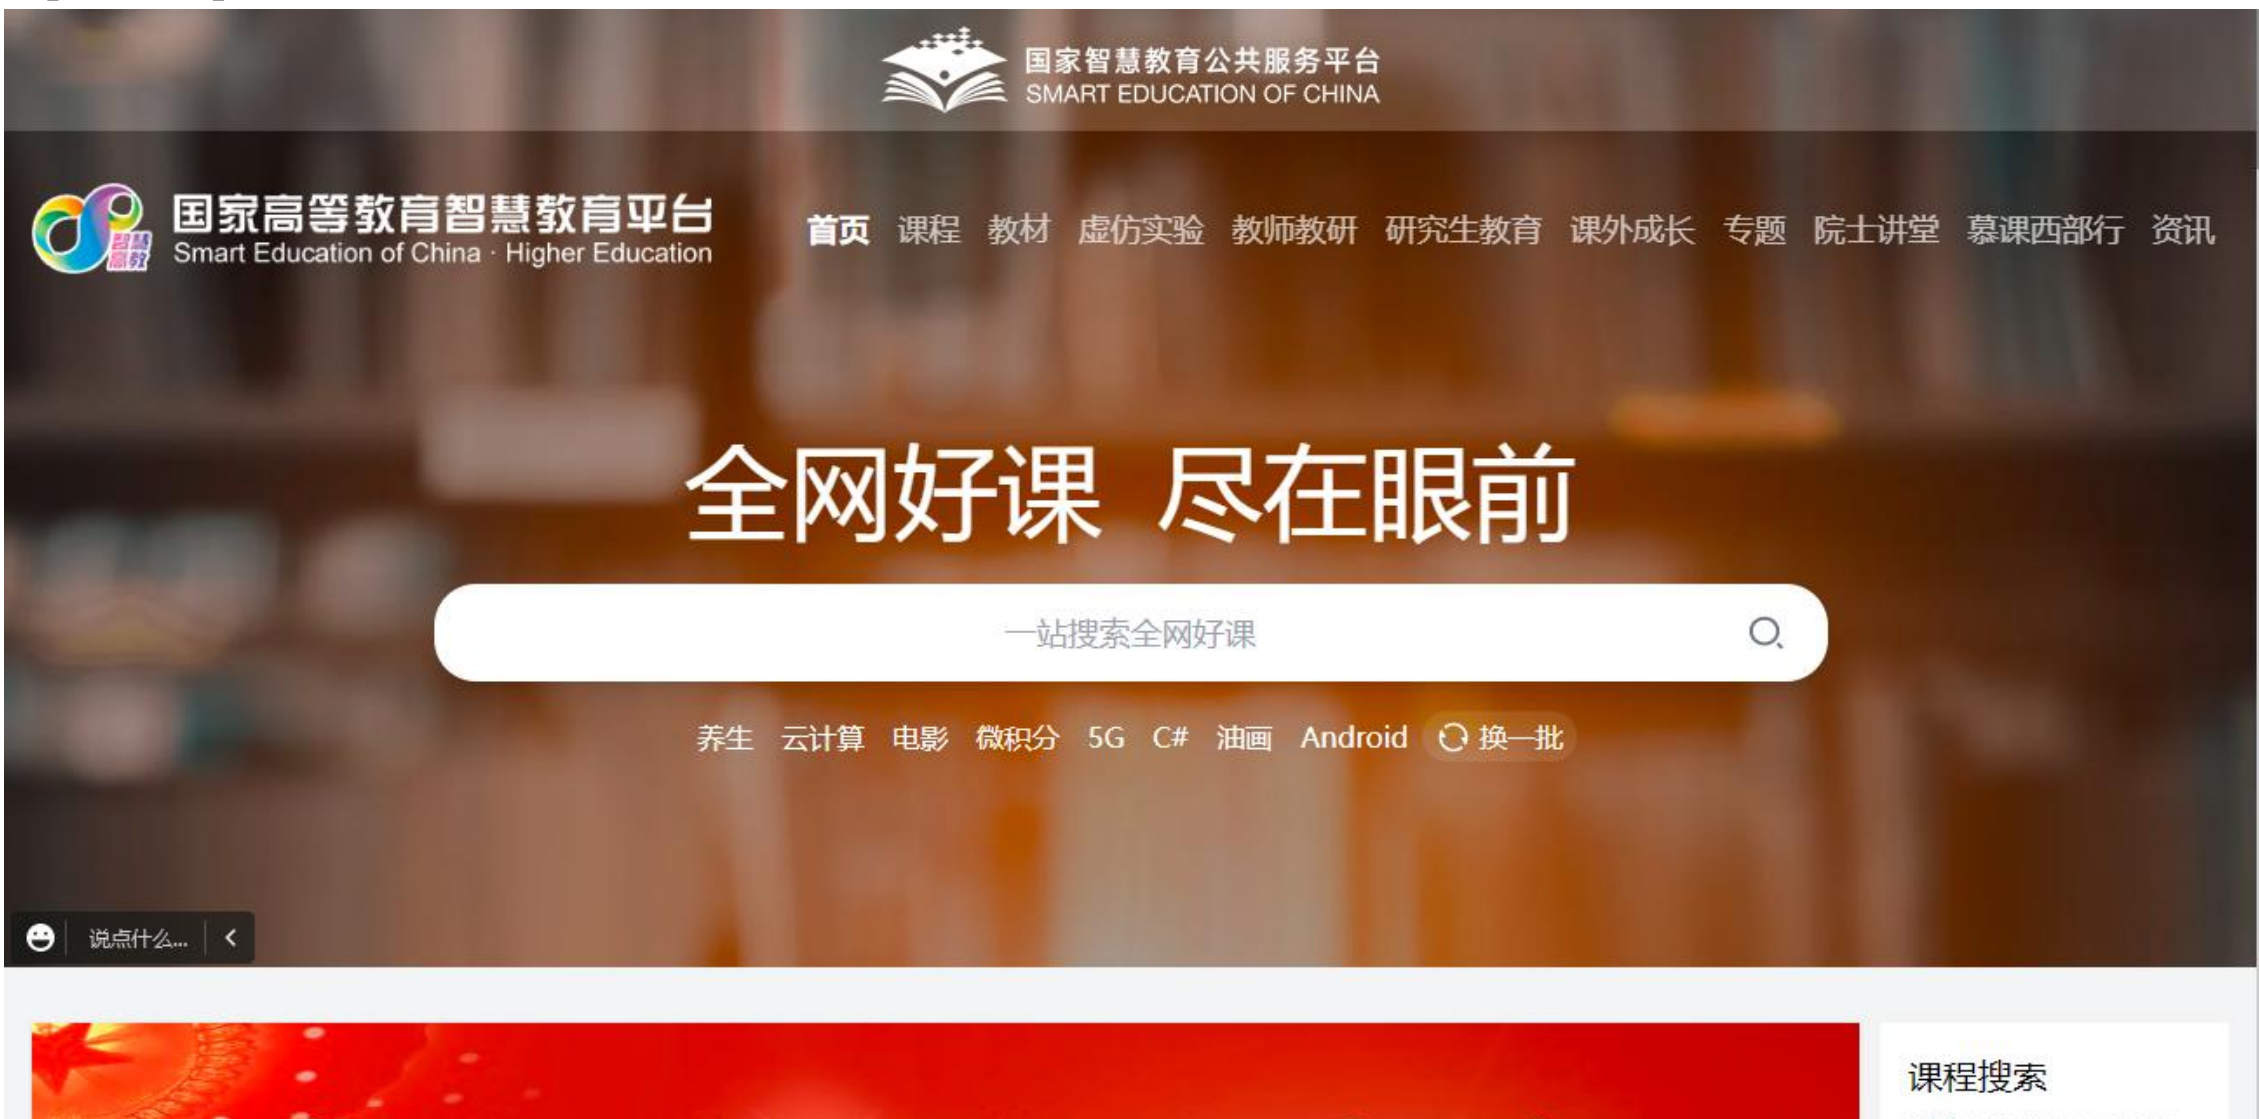 国家智慧教育公共服务平台
SMART EDUCATION OF CHINA
国家高等教育智慧教育平台
Smart Education of China · Higher Education
首页 课程 教材 虚仿实验 教师教研 研究生教育 课外成长 专题 院士讲堂 慕课西部行 资讯
智慧
高教
全网好课 尽在眼前
一站搜索全网好课
养生 云计算 电影 微积分 5G C# 油画 Android 换一批
说点什么...
课程搜索